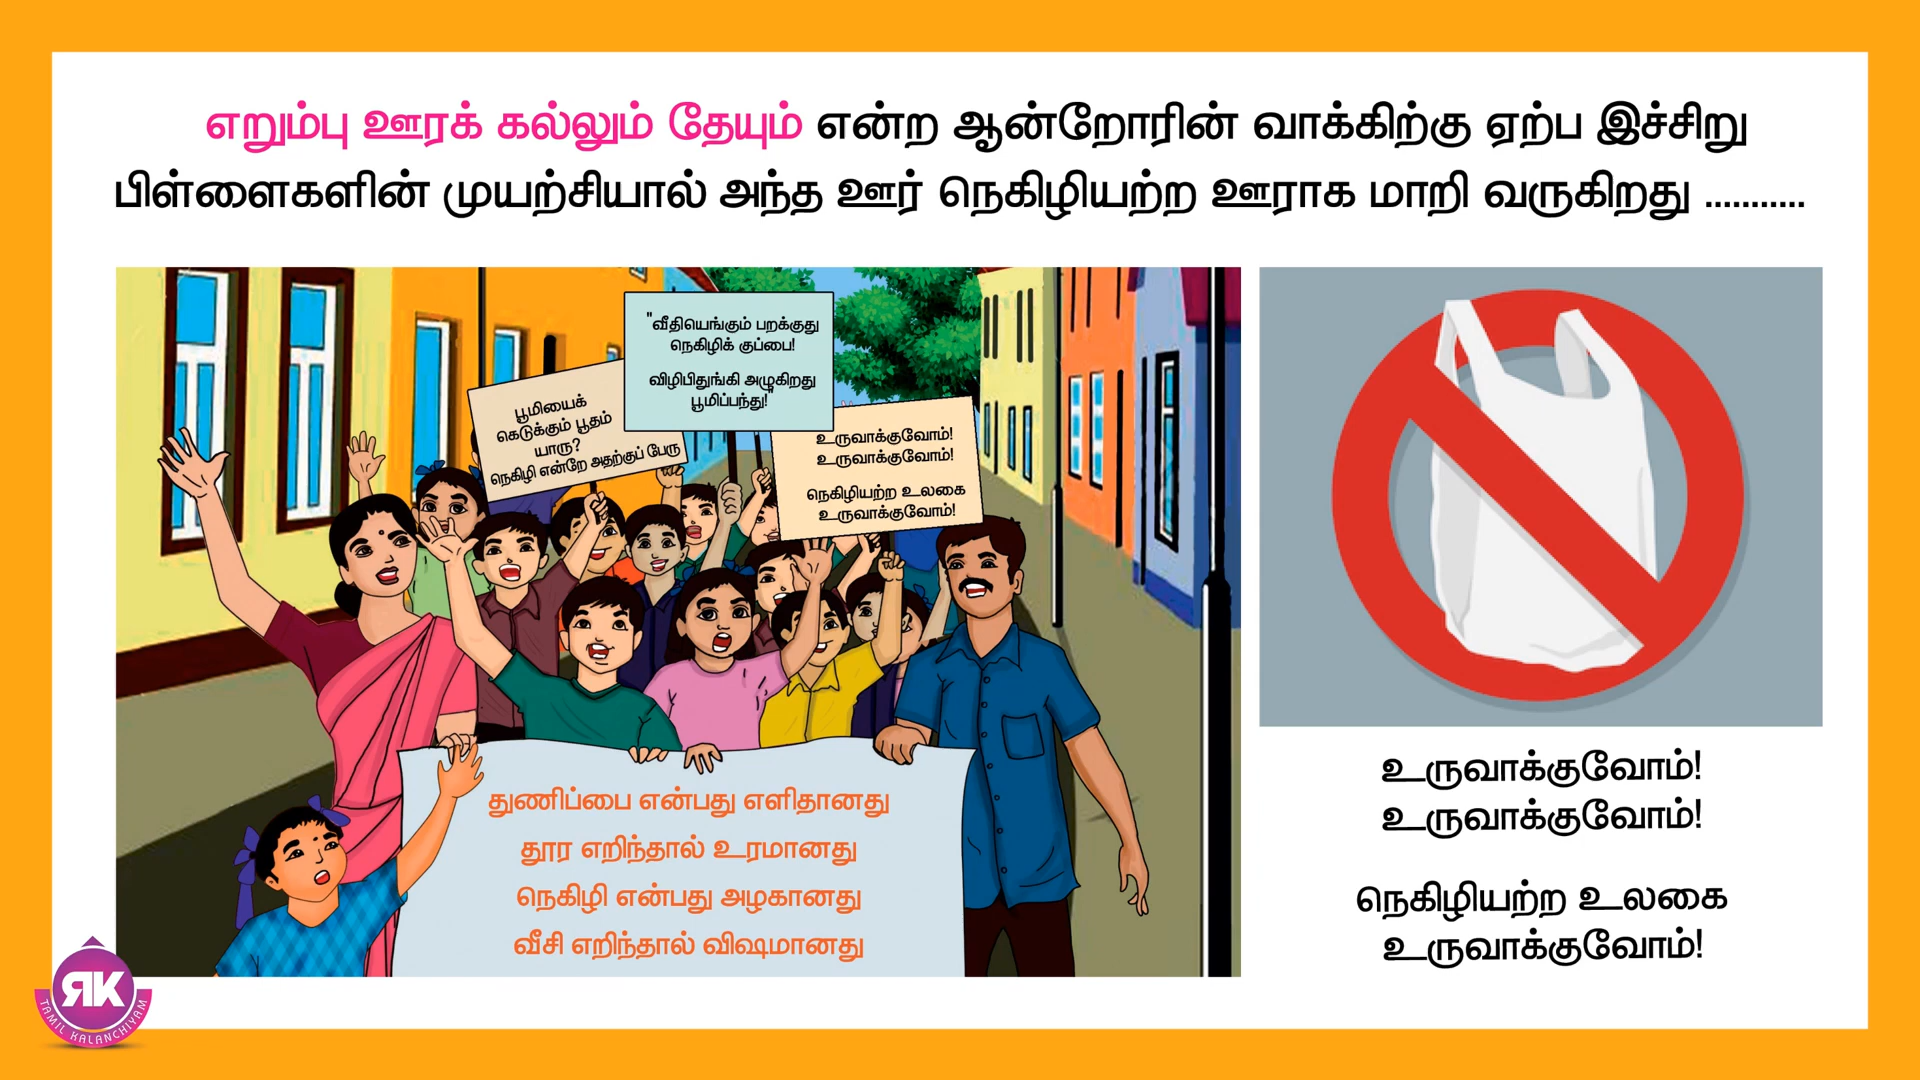 எறும்பு ஊரக் கல்லும் தேயும் என்ற ஆன்றோரின் வாக்கிற்கு ஏற்ப இச்சிறு
பிள்ளைகளின் முயற்சியால் அந்த ஊர் நெகிழியற்ற ஊராக மாறி வருகிறது ...........
"வீதியெங்கும் பறக்குது
நெகிழிக் குப்பை!
விழிபிதுங்கி அழுகிறது
பூமிப்பந்து!"
பூமியைக்
கெடுக்கும் பூதம்
யாரு?
நெகிழி என்றே அதற்குப் பேரு
உருவாக்குவோம்!
உருவாக்குவோம்!
நெகிழியற்ற உலகை
உருவாக்குவோம்!
துணிப்பை என்பது எளிதானது
தூர எறிந்தால் உரமானது
நெகிழி என்பது அழகானது
வீசி எறிந்தால் விஷமானது
உருவாக்குவோம்!
உருவாக்குவோம்!
நெகிழியற்ற உலகை
உருவாக்குவோம்!
RK
TAMIL KALANCHIYAM